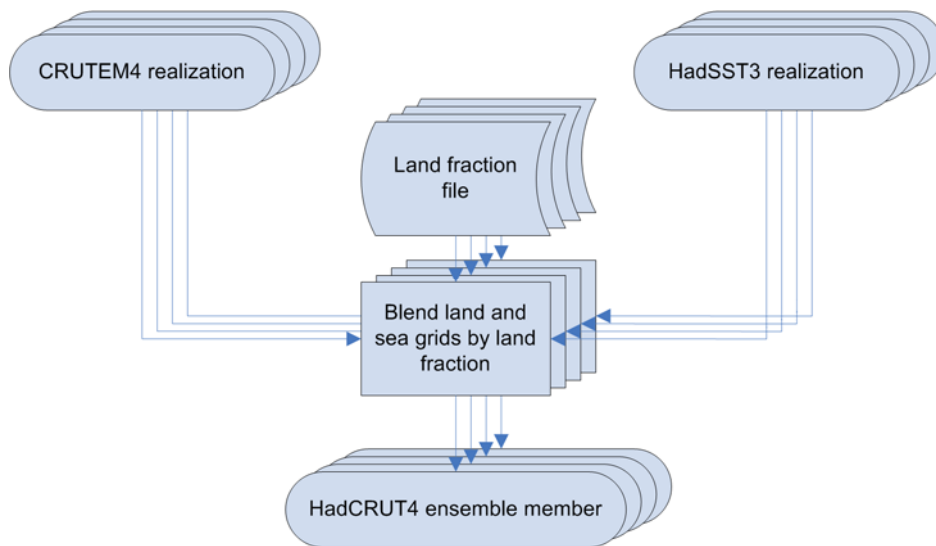 CRUTEM4 realization
HadSST3 realization
Land fraction
file
Blend land and
sea grids by land
fraction
HadCRUT4 ensemble member